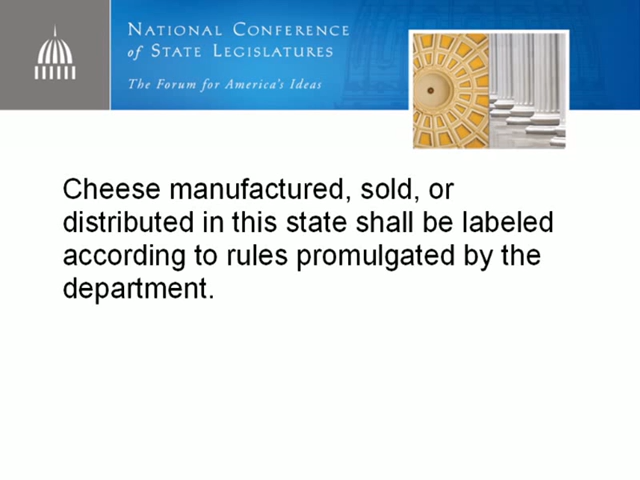 NATIONAL CONFERENCE
of STATE LEGISLATURES
The Forum for America's Ideas
Cheese manufactured, sold, or
distributed in this state shall be labeled
according to rules promulgated by the
department.